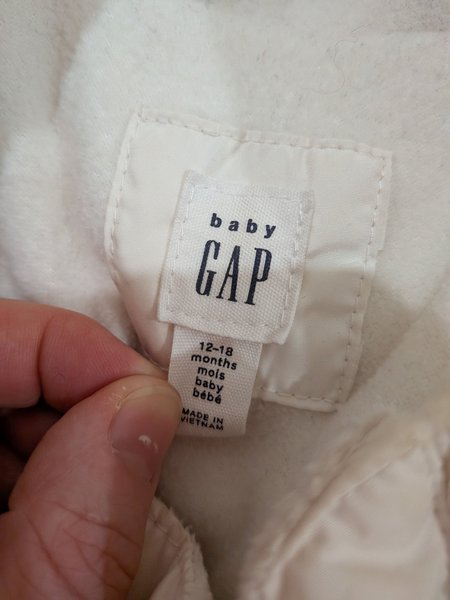 baby
GAP
12-18
months
mois
baby
bébé
MADE IN
VIETNAM